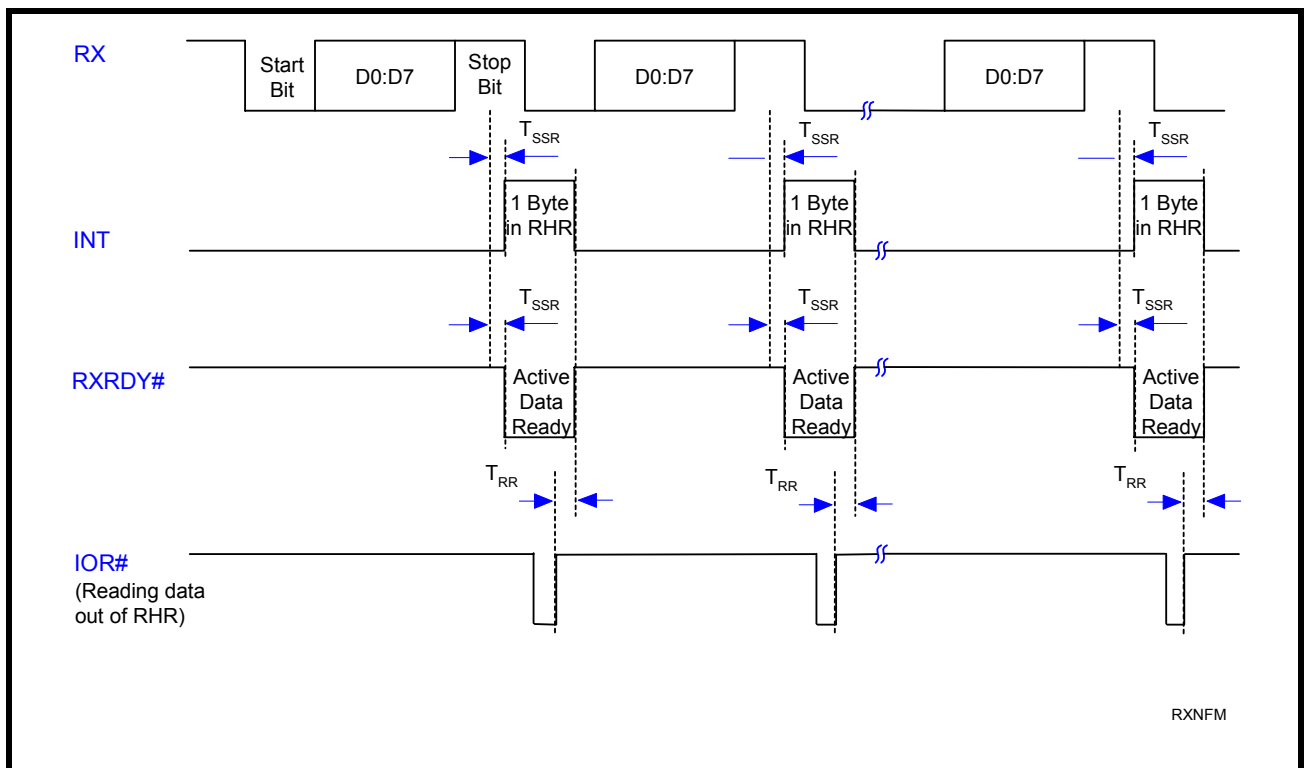 RX
Start
Bit
D0:D7
Stop
Bit
D0:D7
D0:D7
TSSR
TSSR
TSSR
INT
1 Byte
in RHR
1 Byte
in RHR
1 Byte
in RHR
TSSR
TSSR
TSSR
RXRDY#
Active
Data
Ready
Active
Data
Ready
Active
Data
Ready
TRR
TRR
TRR
IOR#
(Reading data
out of RHR)
RXNFM